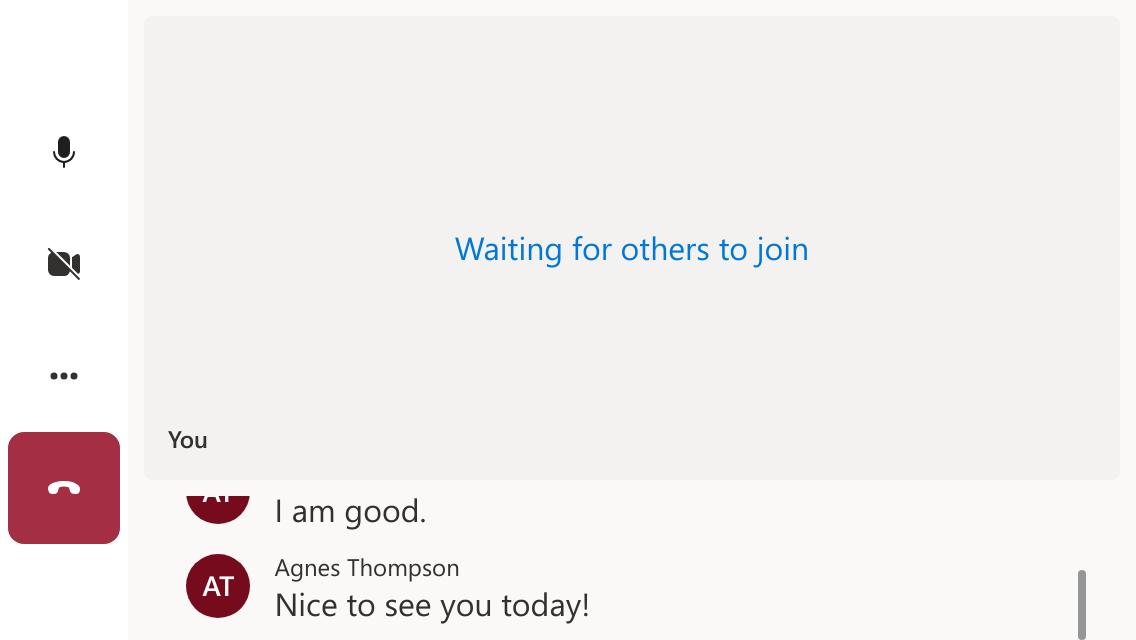 Waiting for others to join
You
I am good.
AT
Agnes Thompson
Nice to see you today!